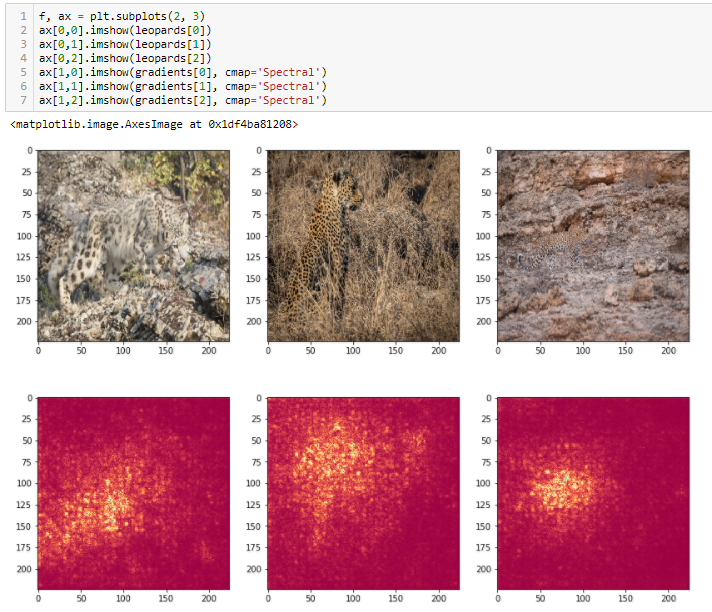 1 f, ax = plt.subplots(2, 3)
2 ax[0,0].imshow(leopards[0])
3 ax[0,1].imshow(leopards[1])
4 ax[0,2].imshow(leopards[2])
5 ax[1,0].imshow(gradients[0], cmap='Spectral')
6 ax[1,1].imshow(gradients[1], cmap='Spectral')
7 ax[1,2].imshow(gradients[2], cmap='Spectral')
<matplotlib.image.AxesImage at 0x1df4ba81208>
0 0 0
25 25 25
50 50 50
75 75 75
100 100 100
125 125 125
150 150 150
175 175 175
200 200 200
0 50 100 150 200 0 50 100 150 200 0 50 100 150 200
0 0 0
25 25 25
50 50 50
75 75 75
100 100 100
125 125 125
150 150 150
175 175 175
200 200 200
0 50 100 150 200 0 50 100 150 200 0 50 100 150 200